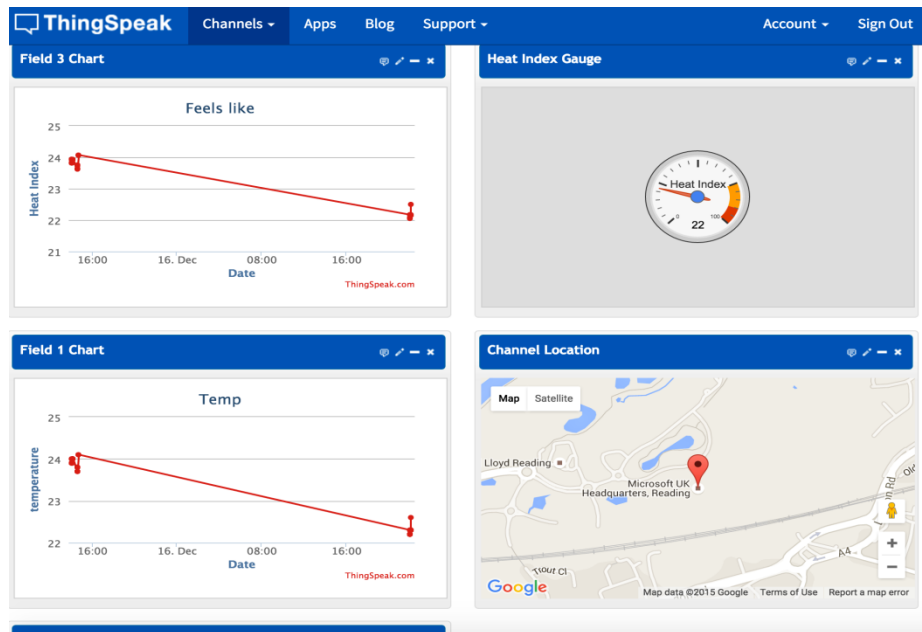 ThingSpeak Channels Apps Blog Support Account Sign Out
Field 3 Chart
Feels like
25
24
23
22
21
Heat Index
16:00 16. Dec 08:00 16:00
Date
ThingSpeak.com
Heat Index Gauge
Heat Index
0 100
22
Field 1 Chart
Temp
25
24
23
22
temperature
16:00 16. Dec 08:00 16:00
Date
ThingSpeak.com
Channel Location
Map Satellite
Lloyd Reading
Microsoft UK
Headquarters, Reading
A4
Trout Cl
Google
Map data ©2015 Google Terms of Use Report a map error